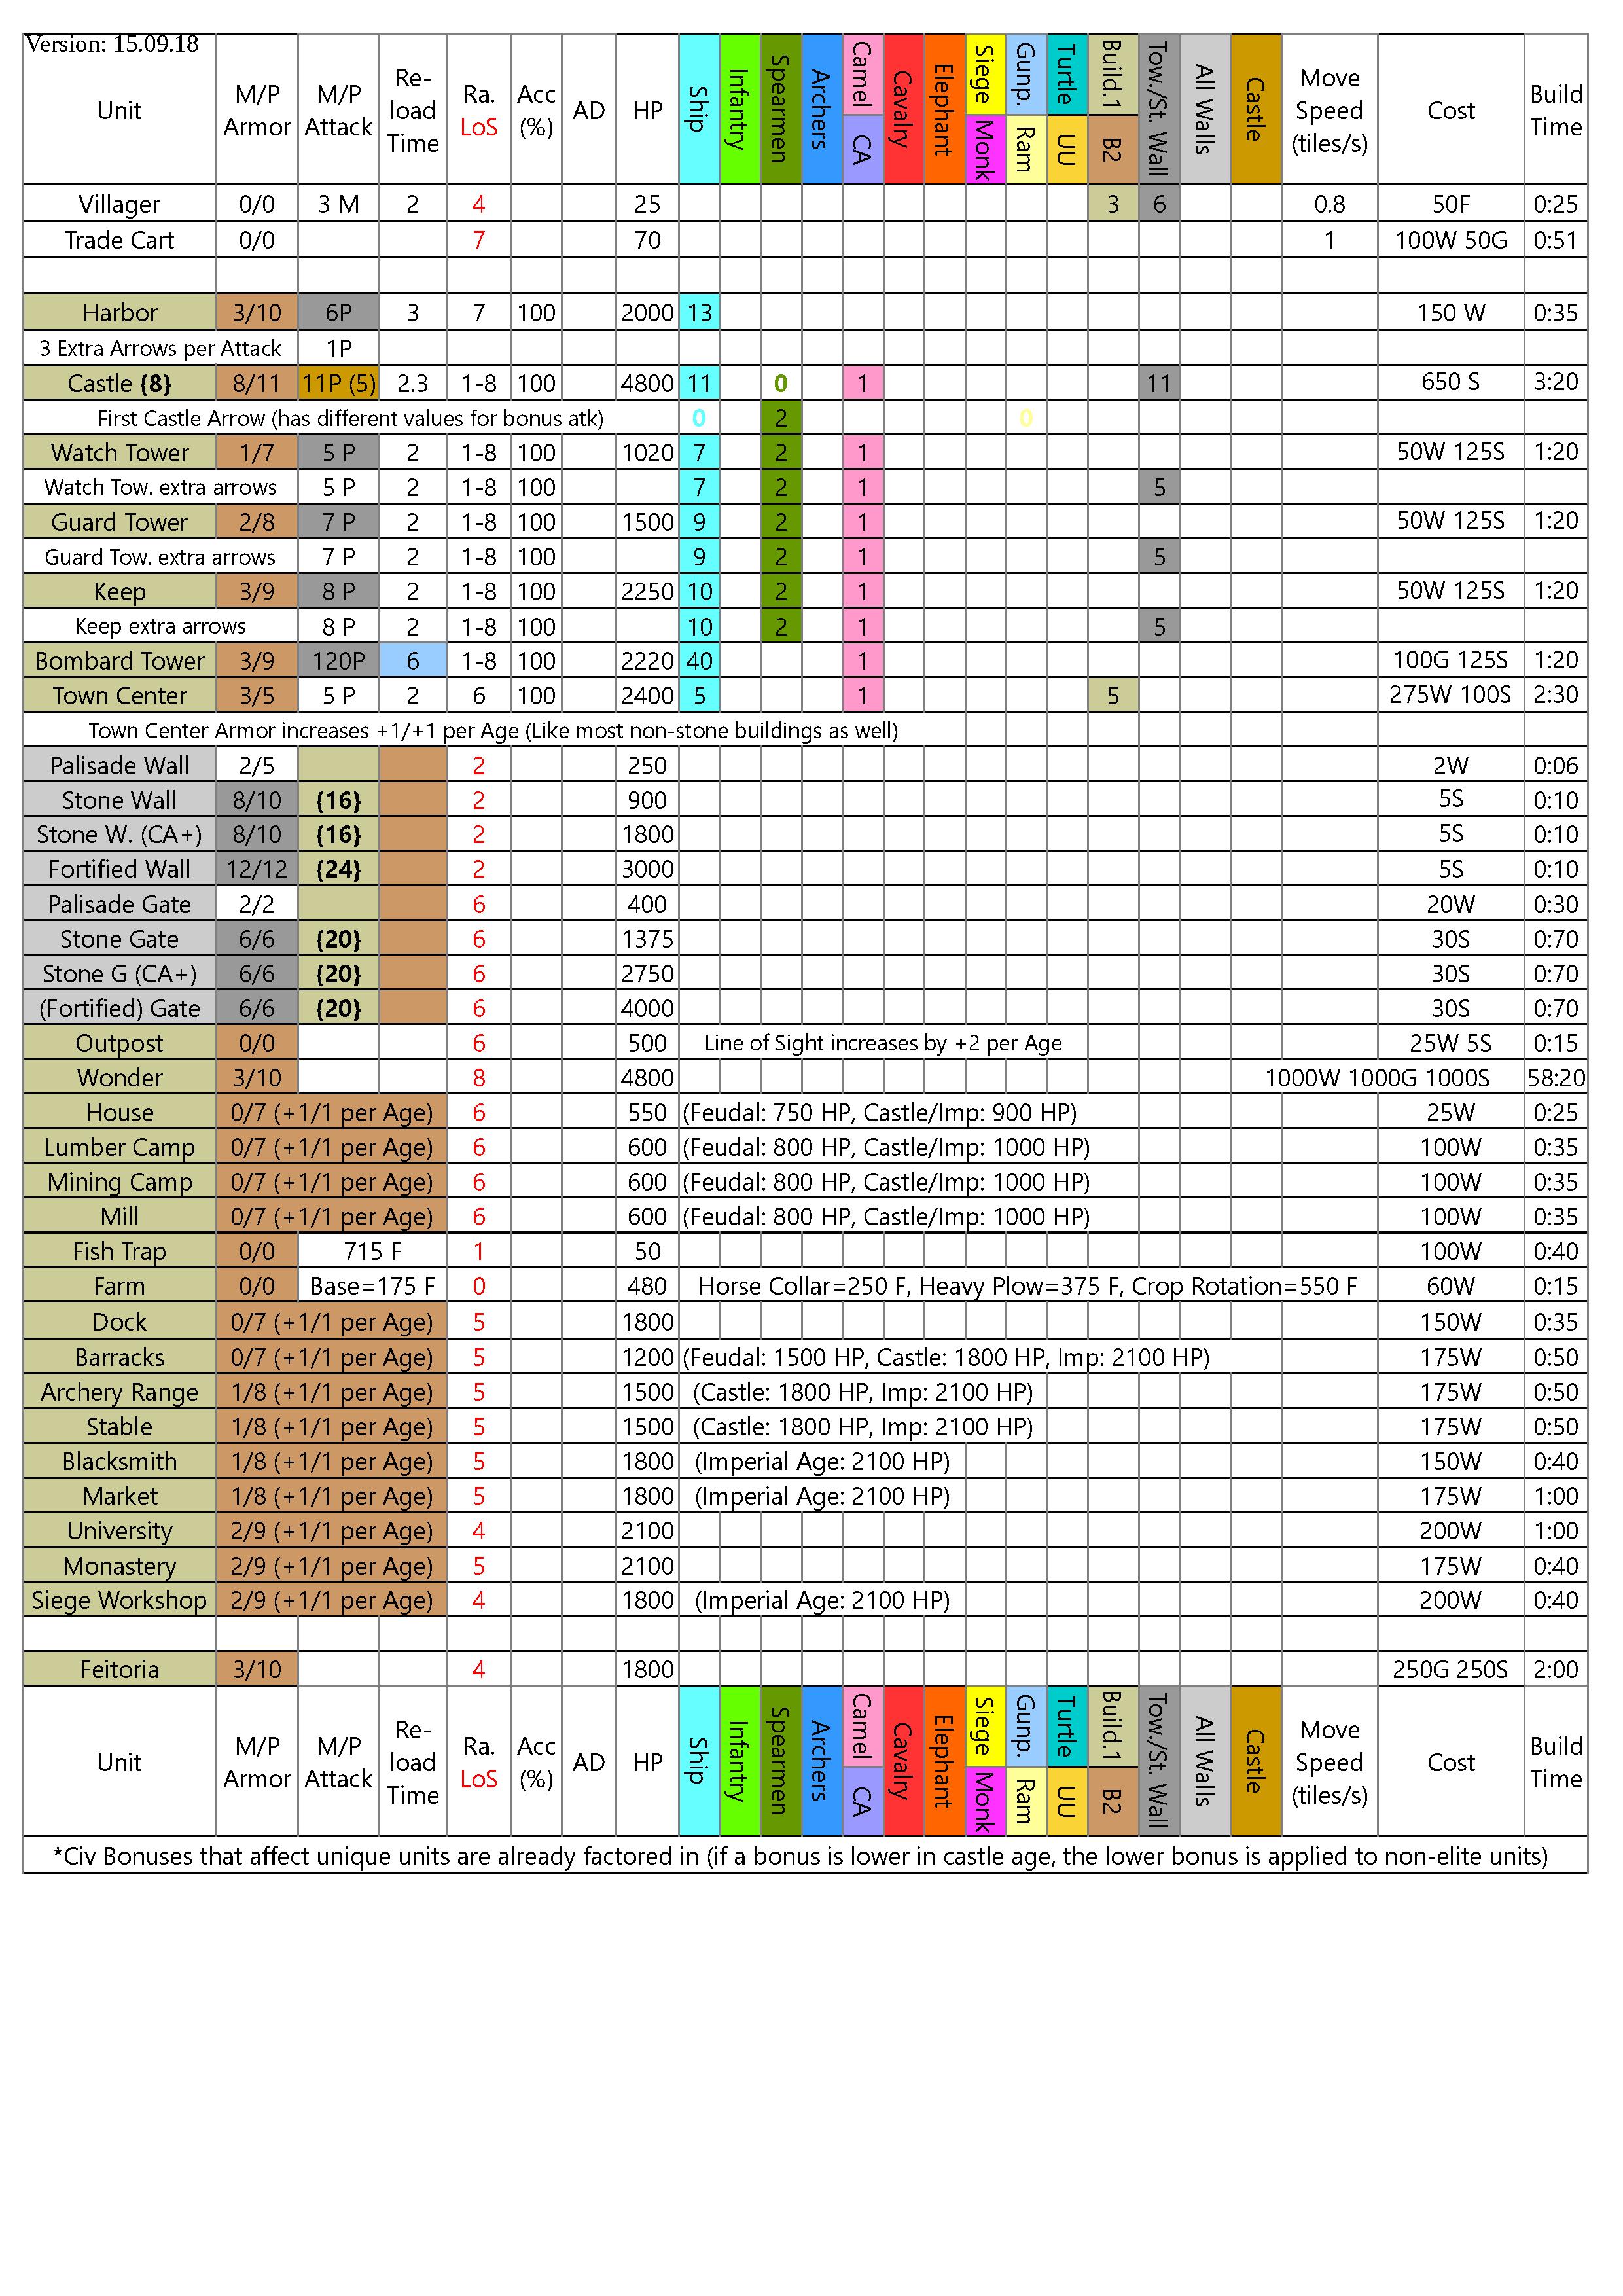 Version: 15.09.18
Unit M/P Armor M/P Attack Re-load Time Ra. LoS Acc (%) AD HP Ship Infantry Spearmen Archers Camel CA Cavalry Elephant Siege Monk Gunp. Ram Turtle UU Build.1 B2 Tow./St. Wall All Walls Castle Move Speed (tiles/s) Cost Build Time
Villager 0/0 3 M 2 4 25 3 6 0.8 50F 0:25
Trade Cart 0/0 7 70 1 100W 50G 0:51
Harbor 3/10 6P 3 7 100 2000 13 150 W 0:35
3 Extra Arrows per Attack 1P
Castle {8} 8/11 11P (5) 2.3 1-8 100 4800 11 0 1 11 650 S 3:20
First Castle Arrow (has different values for bonus atk) 0 2 0
Watch Tower 1/7 5 P 2 1-8 100 1020 7 2 1 50W 125S 1:20
Watch Tow. extra arrows 5 P 2 1-8 100 7 2 1 5
Guard Tower 2/8 7 P 2 1-8 100 1500 9 2 1 50W 125S 1:20
Guard Tow. extra arrows 7 P 2 1-8 100 9 2 1 5
Keep 3/9 8 P 2 1-8 100 2250 10 2 1 50W 125S 1:20
Keep extra arrows 8 P 2 1-8 100 10 2 1 5
Bombard Tower 3/9 120P 6 1-8 100 2220 40 1 100G 125S 1:20
Town Center 3/5 5 P 2 6 100 2400 5 1 5 275W 100S 2:30
Town Center Armor increases +1/+1 per Age (Like most non-stone buildings as well)
Palisade Wall 2/5 2 250 2W 0:06
Stone Wall 8/10 {16} 2 900 5S 0:10
Stone W. (CA+) 8/10 {16} 2 1800 5S 0:10
Fortified Wall 12/12 {24} 2 3000 5S 0:10
Palisade Gate 2/2 6 400 20W 0:30
Stone Gate 6/6 {20} 6 1375 30S 0:70
Stone G (CA+) 6/6 {20} 6 2750 30S 0:70
(Fortified) Gate 6/6 {20} 6 4000 30S 0:70
Outpost 0/0 6 500 Line of Sight increases by +2 per Age 25W 5S 0:15
Wonder 3/10 8 4800 1000W 1000G 1000S 58:20
House 0/7 (+1/1 per Age) 6 550 (Feudal: 750 HP, Castle/Imp: 900 HP) 25W 0:25
Lumber Camp 0/7 (+1/1 per Age) 6 600 (Feudal: 800 HP, Castle/Imp: 1000 HP) 100W 0:35
Mining Camp 0/7 (+1/1 per Age) 6 600 (Feudal: 800 HP, Castle/Imp: 1000 HP) 100W 0:35
Mill 0/7 (+1/1 per Age) 6 600 (Feudal: 800 HP, Castle/Imp: 1000 HP) 100W 0:35
Fish Trap 0/0 715 F 1 50 100W 0:40
Farm 0/0 Base=175 F 0 480 Horse Collar=250 F, Heavy Plow=375 F, Crop Rotation=550 F 60W 0:15
Dock 0/7 (+1/1 per Age) 5 1800 150W 0:35
Barracks 0/7 (+1/1 per Age) 5 1200 (Feudal: 1500 HP, Castle: 1800 HP, Imp: 2100 HP) 175W 0:50
Archery Range 1/8 (+1/1 per Age) 5 1500 (Castle: 1800 HP, Imp: 2100 HP) 175W 0:50
Stable 1/8 (+1/1 per Age) 5 1500 (Castle: 1800 HP, Imp: 2100 HP) 175W 0:50
Blacksmith 1/8 (+1/1 per Age) 5 1800 (Imperial Age: 2100 HP) 150W 0:40
Market 1/8 (+1/1 per Age) 5 1800 (Imperial Age: 2100 HP) 175W 1:00
University 2/9 (+1/1 per Age) 4 2100 200W 1:00
Monastery 2/9 (+1/1 per Age) 5 2100 175W 0:40
Siege Workshop 2/9 (+1/1 per Age) 4 1800 (Imperial Age: 2100 HP) 200W 0:40
Feitoria 3/10 4 1800 250G 250S 2:00
Unit M/P Armor M/P Attack Re-load Time Ra. LoS Acc (%) AD HP Ship Infantry Spearmen Archers Camel CA Cavalry Elephant Siege Monk Gunp. Ram Turtle UU Build.1 B2 Tow./St. Wall All Walls Castle Move Speed (tiles/s) Cost Build Time
*Civ Bonuses that affect unique units are already factored in (if a bonus is lower in castle age, the lower bonus is applied to non-elite units)